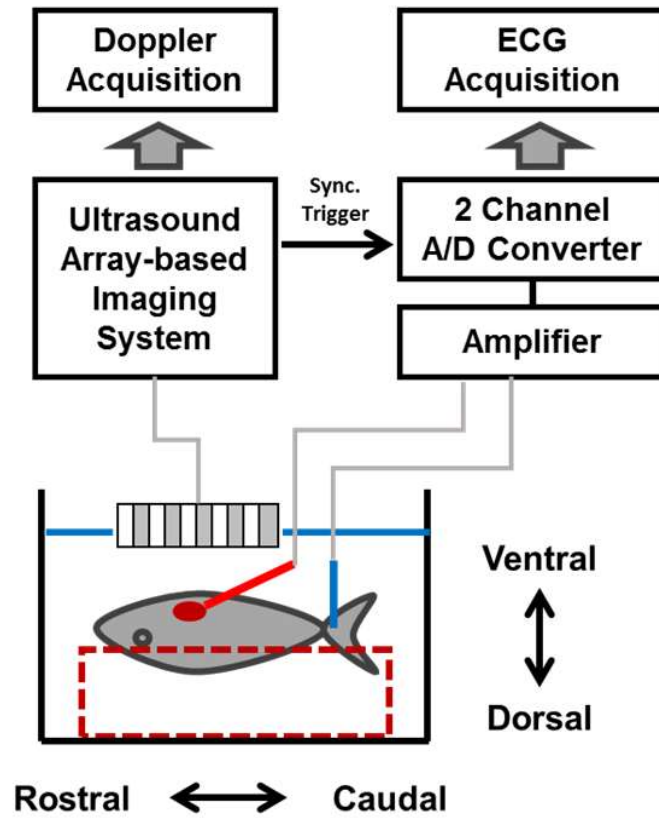 Doppler
Acquisition
ECG
Acquisition
Ultrasound
Array-based
Imaging
System
Sync.
Trigger
2 Channel
A/D Converter
Amplifier
Ventral
Dorsal
Rostral
Caudal